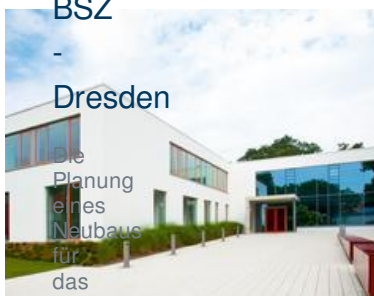 BSZ
-
Dresden
Die
Planung
eines
Neubaus
für
das